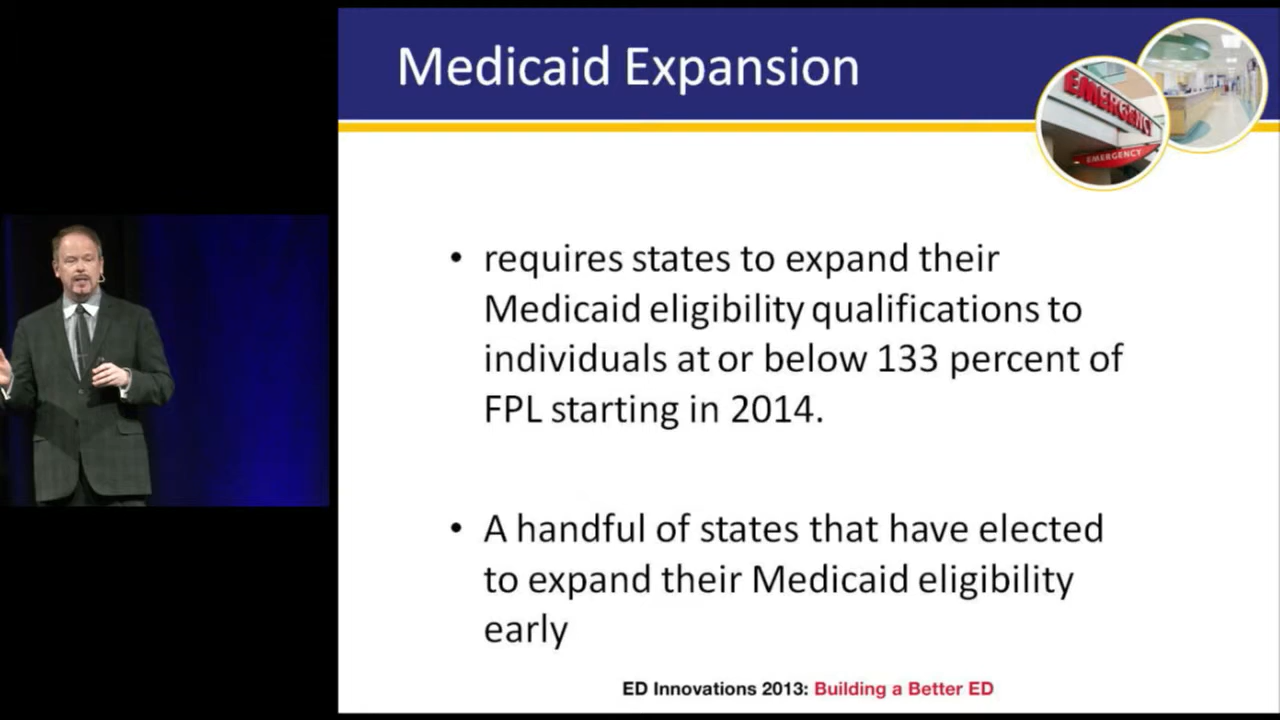 Medicaid Expansion
EMERGENCY
• requires states to expand their
Medicaid eligibility qualifications to
individuals at or below 133 percent of
FPL starting in 2014.
• A handful of states that have elected
to expand their Medicaid eligibility
early
ED Innovations 2013: Building a Better ED